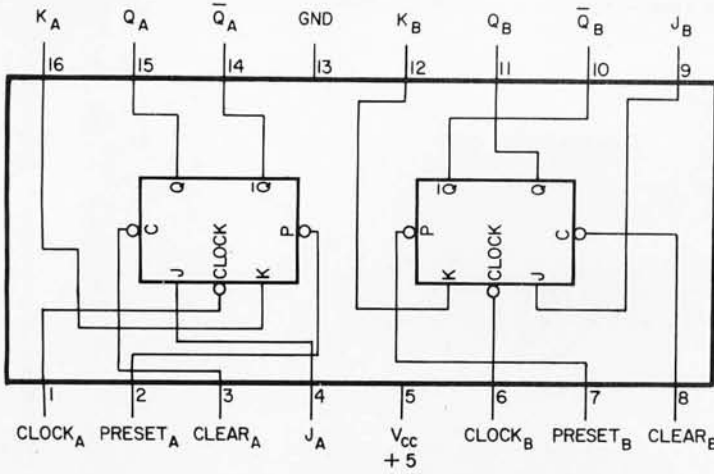 K_A Q_A Q̅_A GND K_B Q_B Q̅_B J_B
16 15 14 13 12 11 10 9
Q Q̅ Q̅ Q
C P P C
J CLOCK K K CLOCK J
1 2 3 4 5 6 7 8
CLOCK_A PRESET_A CLEAR_A J_A V_CC CLOCK_B PRESET_B CLEAR_B
+5